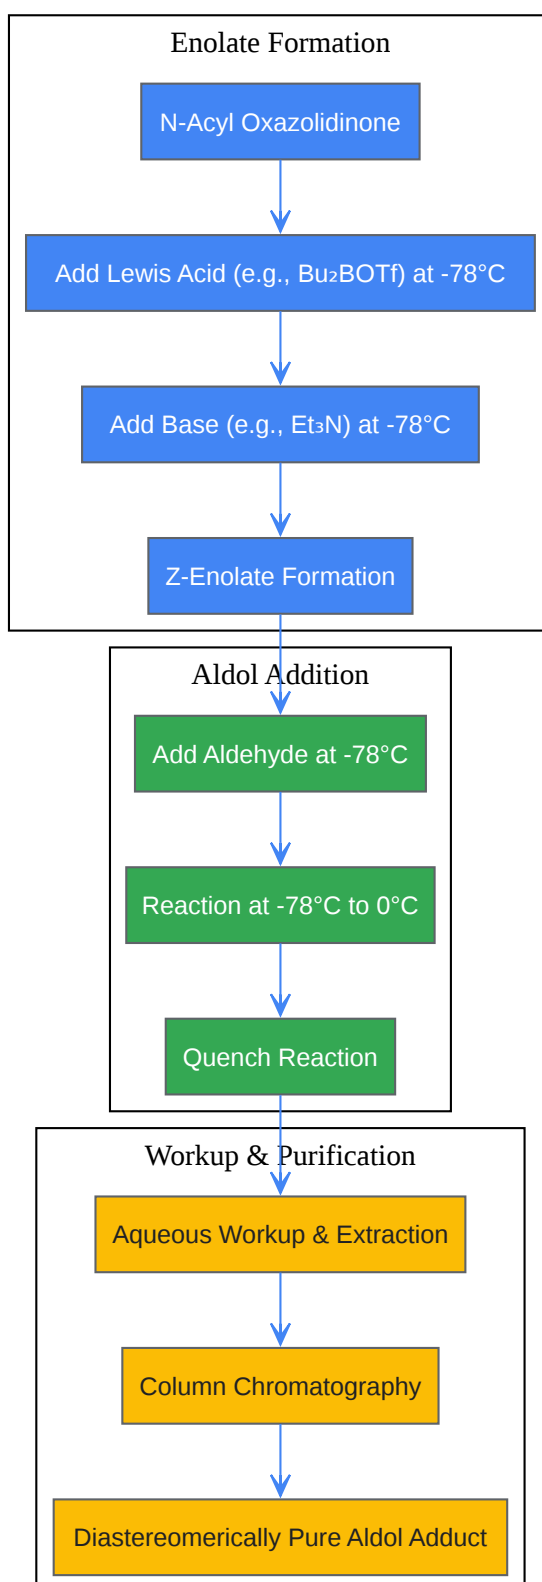 Enolate Formation
N-Acyl Oxazolidinone
Add Lewis Acid (e.g., Bu₂BOTf) at -78°C
Add Base (e.g., Et₃N) at -78°C
Z-Enolate Formation
Aldol Addition
Add Aldehyde at -78°C
Reaction at -78°C to 0°C
Quench Reaction
Workup & Purification
Aqueous Workup & Extraction
Column Chromatography
Diastereomerically Pure Aldol Adduct